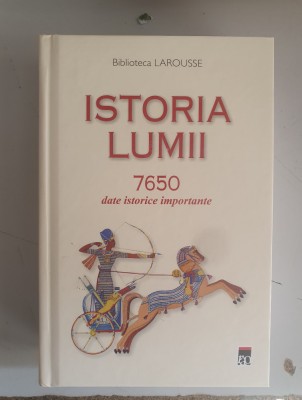 Biblioteca LAROUSSE
ISTORIA
LUMII
7650
date istorice importante